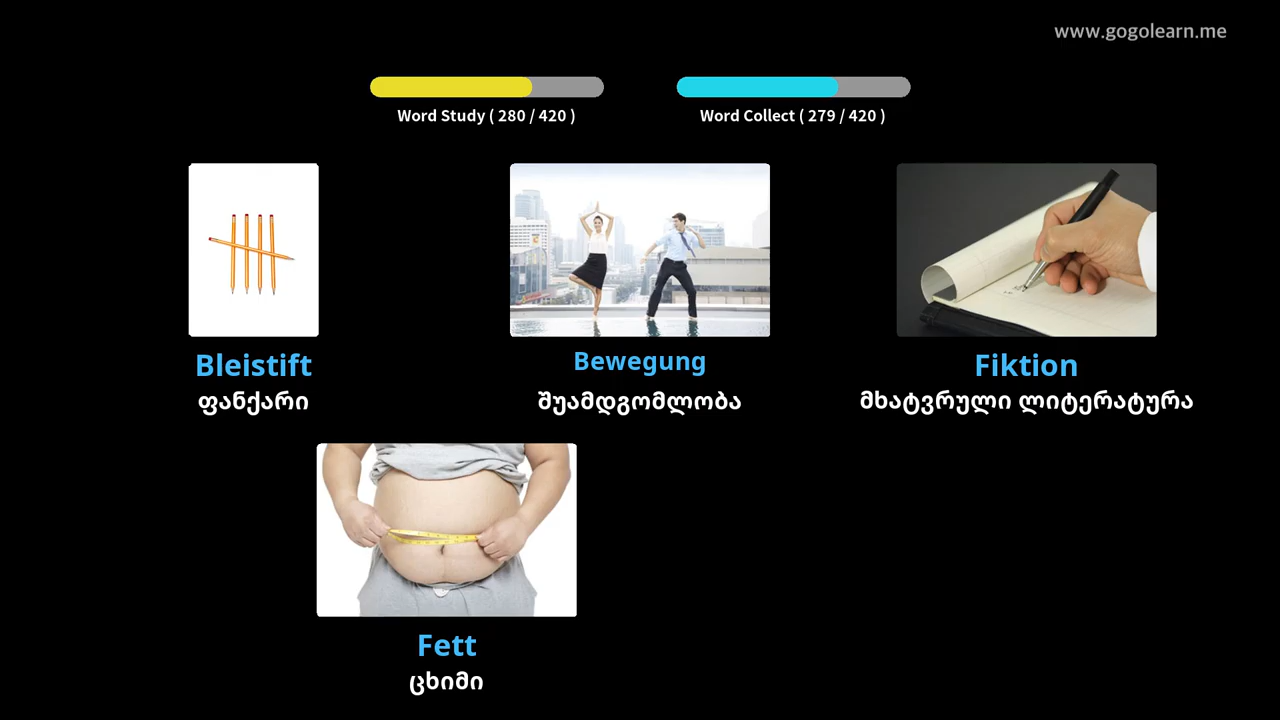 www.gogolearn.me
Word Study ( 280 / 420 )
Word Collect ( 279 / 420 )
Bleistift
ფანქარი
Bewegung
შუამდგომლობა
Fiktion
მხატვრული ლიტერატურა
Fett
ცხიმი